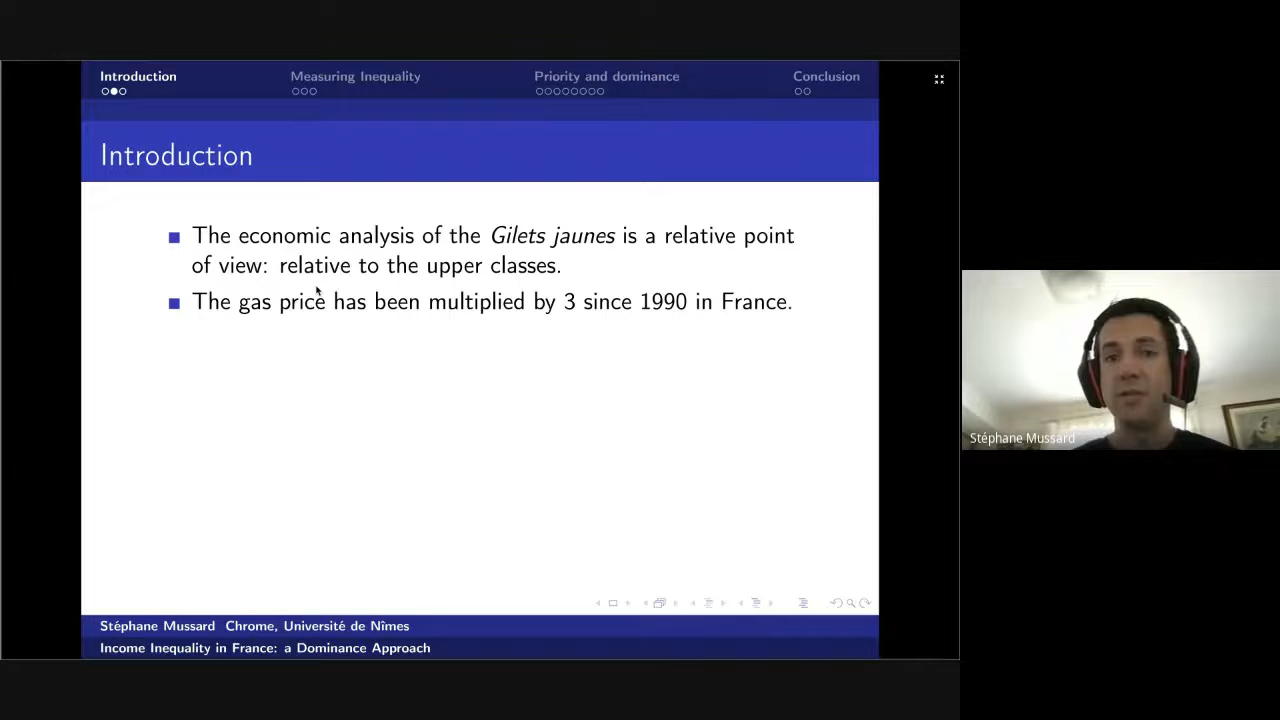 Introduction
Measuring Inequality
Priority and dominance
Conclusion
Introduction
The economic analysis of the Gilets jaunes is a relative point
of view: relative to the upper classes.
The gas price has been multiplied by 3 since 1990 in France.
Stéphane Mussard Chrome, Université de Nîmes
Income Inequality in France: a Dominance Approach
Stéphane Mussard